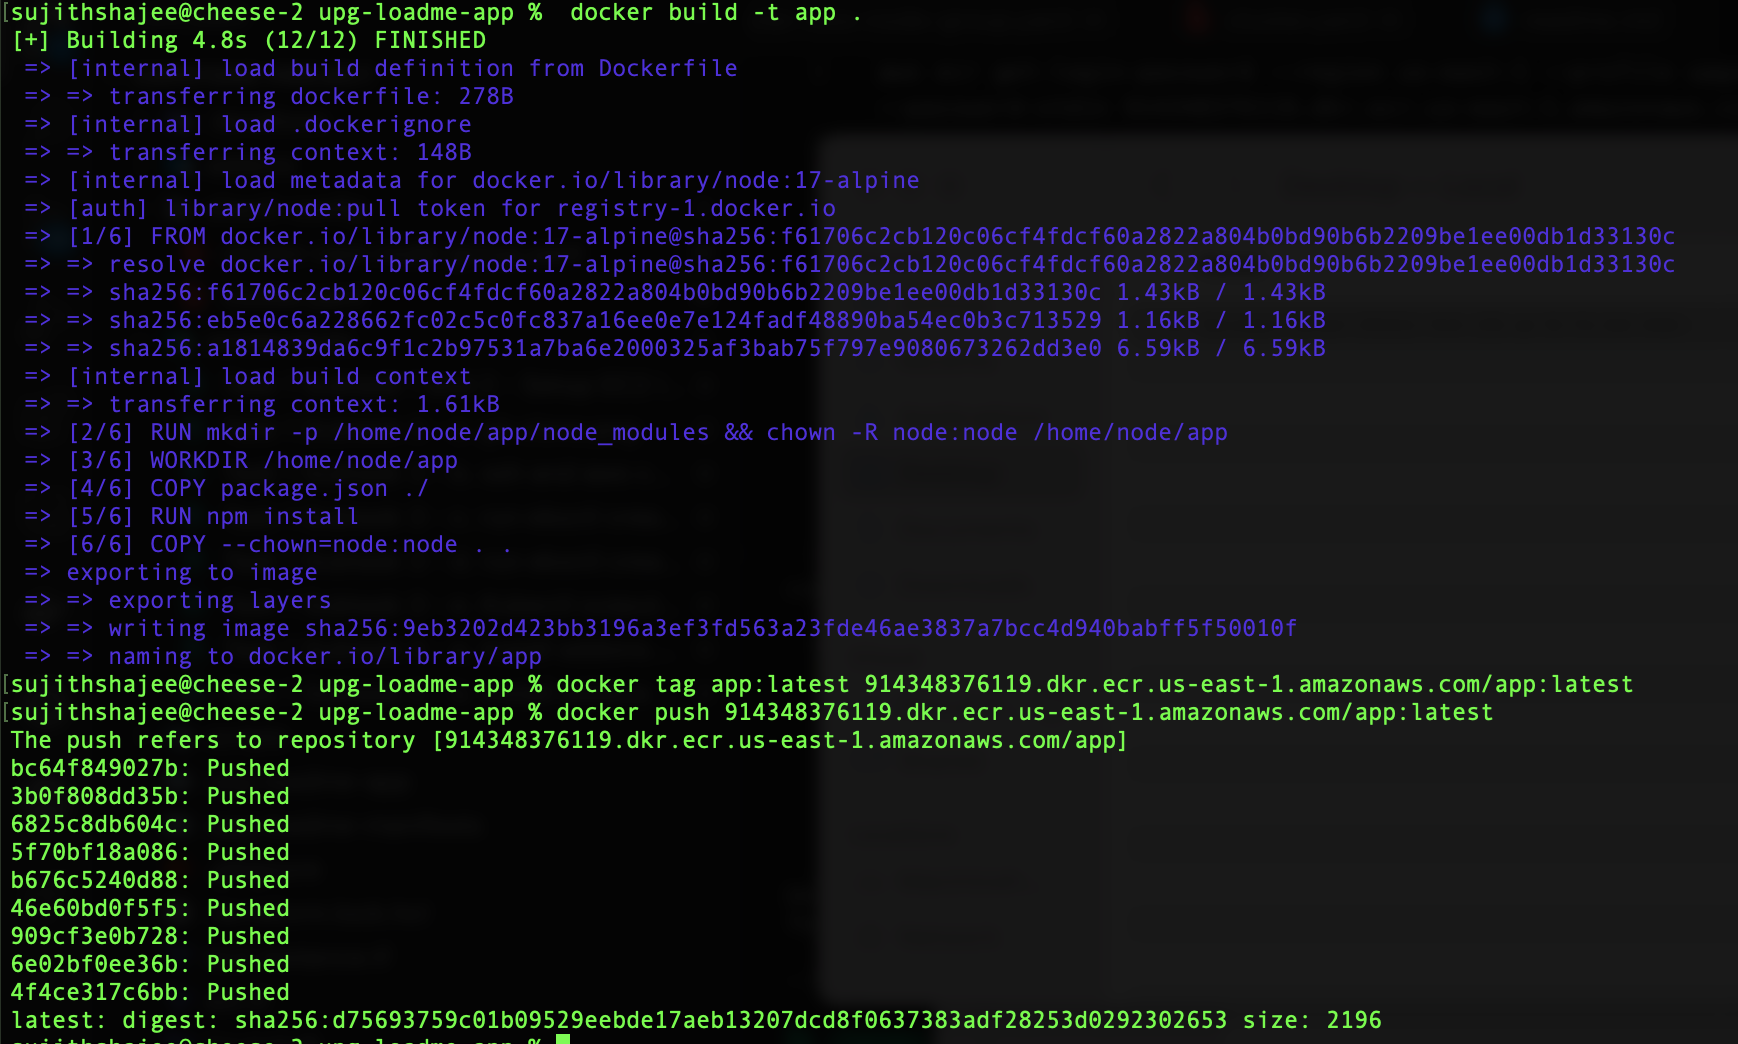 [sujithshajee@cheese-2 upg-loadme-app %  docker build -t app .
[+] Building 4.8s (12/12) FINISHED
=> [internal] load build definition from Dockerfile
=> => transferring dockerfile: 278B
=> [internal] load .dockerignore
=> => transferring context: 148B
=> [internal] load metadata for docker.io/library/node:17-alpine
=> [auth] library/node:pull token for registry-1.docker.io
=> [1/6] FROM docker.io/library/node:17-alpine@sha256:f61706c2cb120c06cf4fdcf60a2822a804b0bd90b6b2209be1ee00db1d33130c
=> => resolve docker.io/library/node:17-alpine@sha256:f61706c2cb120c06cf4fdcf60a2822a804b0bd90b6b2209be1ee00db1d33130c
=> => sha256:f61706c2cb120c06cf4fdcf60a2822a804b0bd90b6b2209be1ee00db1d33130c 1.43kB / 1.43kB
=> => sha256:eb5e0c6a228662fc02c5c0fc837a16ee0e7e124fadf48890ba54ec0b3c713529 1.16kB / 1.16kB
=> => sha256:a1814839da6c9f1c2b97531a7ba6e2000325af3bab75f797e9080673262dd3e0 6.59kB / 6.59kB
=> [internal] load build context
=> => transferring context: 1.61kB
=> [2/6] RUN mkdir -p /home/node/app/node_modules && chown -R node:node /home/node/app
=> [3/6] WORKDIR /home/node/app
=> [4/6] COPY package.json ./
=> [5/6] RUN npm install
=> [6/6] COPY --chown=node:node . .
=> exporting to image
=> => exporting layers
=> => writing image sha256:9eb3202d423bb3196a3ef3fd563a23fde46ae3837a7bcc4d940babff5f50010f
=> => naming to docker.io/library/app
[sujithshajee@cheese-2 upg-loadme-app % docker tag app:latest 914348376119.dkr.ecr.us-east-1.amazonaws.com/app:latest
[sujithshajee@cheese-2 upg-loadme-app % docker push 914348376119.dkr.ecr.us-east-1.amazonaws.com/app:latest
The push refers to repository [914348376119.dkr.ecr.us-east-1.amazonaws.com/app]
bc64f849027b: Pushed
3b0f808dd35b: Pushed
6825c8db604c: Pushed
5f70bf18a086: Pushed
b676c5240d88: Pushed
46e60bd0f5f5: Pushed
909cf3e0b728: Pushed
6e02bf0ee36b: Pushed
4f4ce317c6bb: Pushed
latest: digest: sha256:d75693759c01b09529eebde17aeb13207dcd8f0637383adf28253d0292302653 size: 2196
sujithshajee@cheese-2 upg-loadme-app %